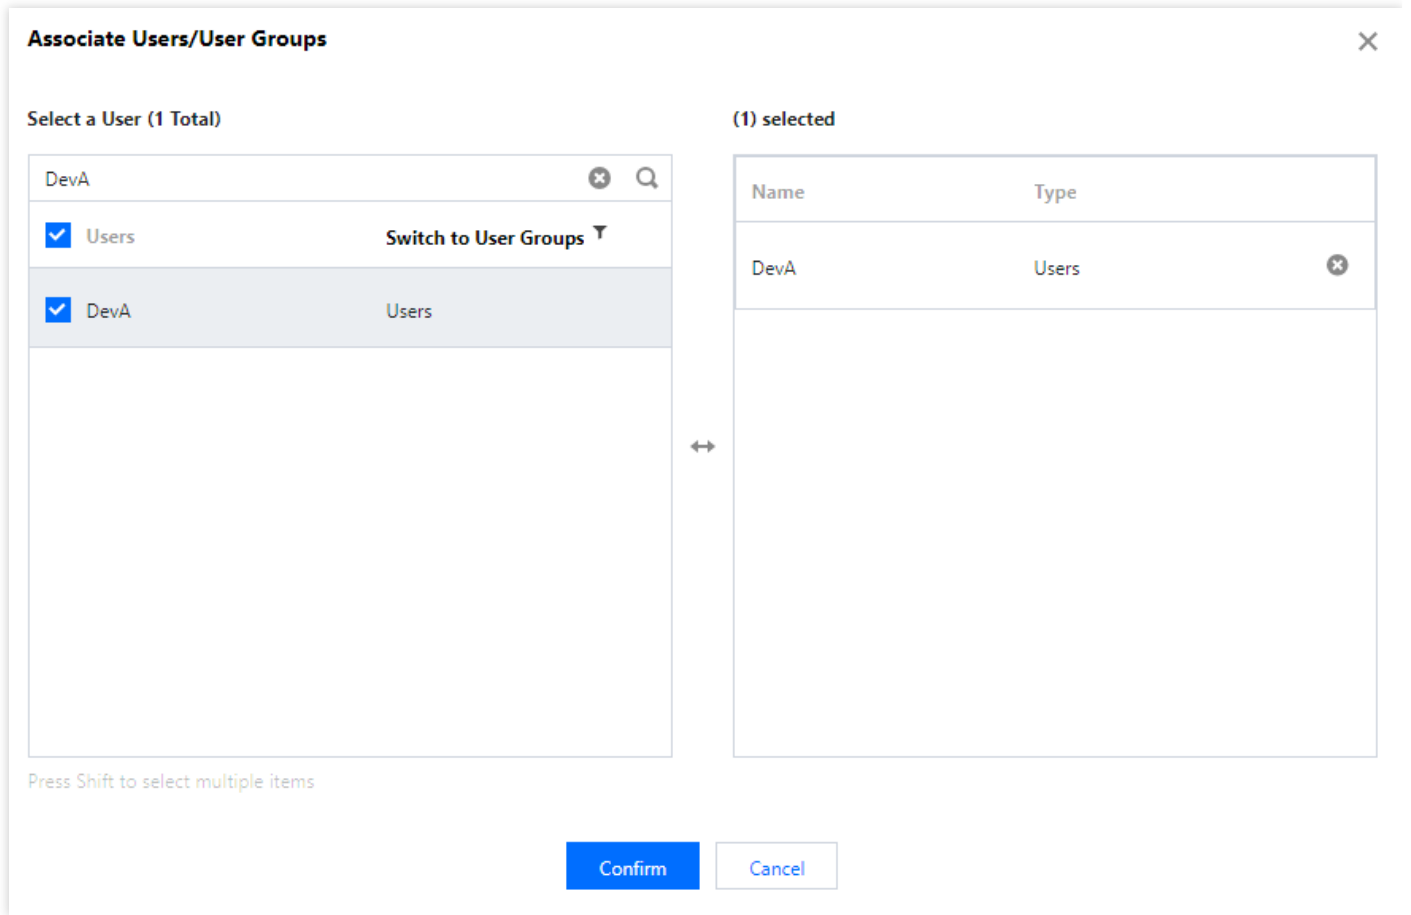 Associate Users/User Groups
Select a User (1 Total)
DevA
Users Switch to User Groups
DevA Users
Press Shift to select multiple items
(1) selected
Name Type
DevA Users
Confirm Cancel